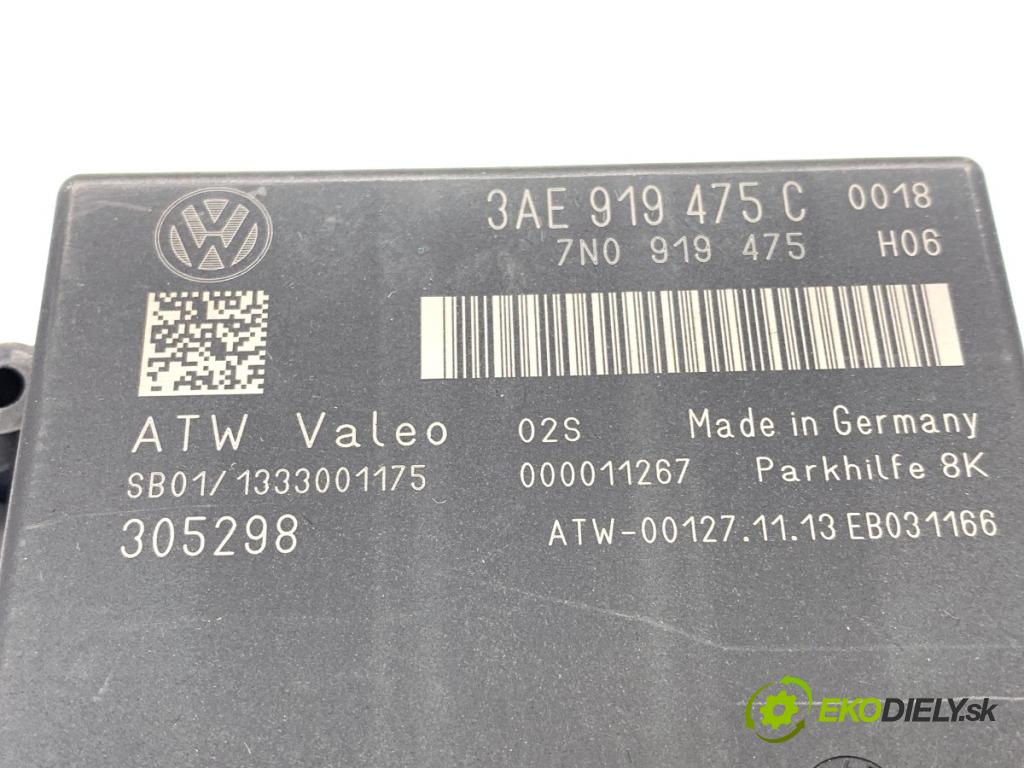 3AE 919 475 C 0018
7N0 919 475 H06
ATW Valeo 02S Made in Germany
SB01/1333001175 000011267 Parkhilfe 8K
305298 ATW-00127.11.13 EB031166
EKODIELY.sk